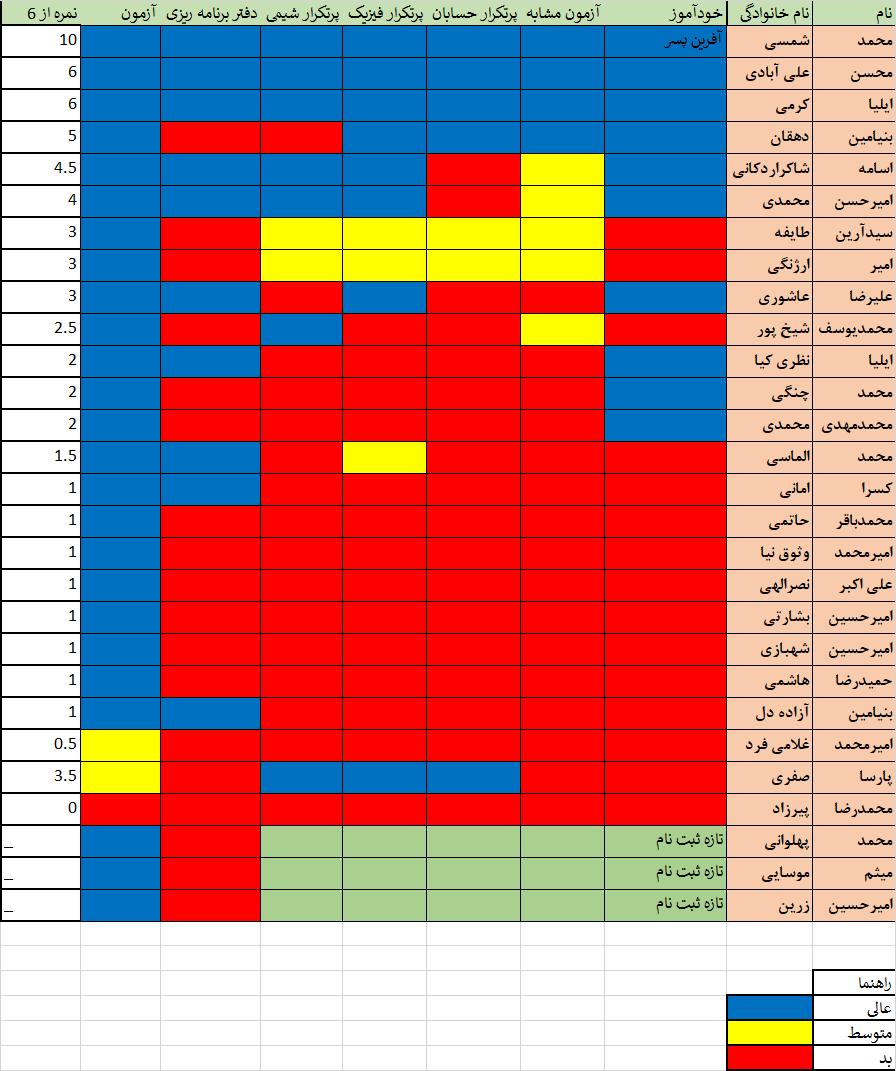 نام نام خانوادگی خودآموز آزمون مشابه پرتکرار حسابان پرتکرار فیزیک پرتکرار شیمی دفتر برنامه ریزی آزمون نمره از 6
محمد شمسی آفرین پسر 10
محسن علی آبادی 6
ایلیا کرمی 6
بنیامین دهقان 5
اسامه شاکراردکانی 4.5
امیرحسن محمدی 4
سیدآرین طایفه 3
امیر ارژنگی 3
علیرضا عاشوری 3
محمدیوسف شیخ پور 2.5
ایلیا نظری کیا 2
محمد چنگی 2
محمدمهدی محمدی 2
محمد الماسی 1.5
کسرا امانی 1
محمدباقر حاتمی 1
امیرمحمد وثوق نیا 1
علی اکبر نصرالهی 1
امیرحسین بشارتی 1
امیرحسین شهبازی 1
حمیدرضا هاشمی 1
بنیامین آزاده دل 1
امیرمحمد غلامی فرد 0.5
پارسا صفری 3.5
محمدرضا پیرزاد 0
محمد پهلوانی تازه ثبت نام _
میثم موسایی تازه ثبت نام _
امیرحسین زرین تازه ثبت نام _
راهنما
عالی
متوسط
بد